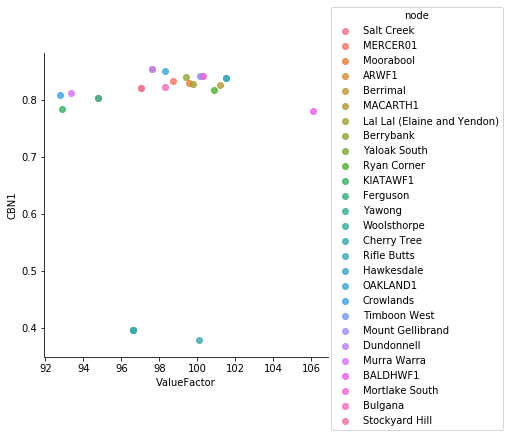 node
Salt Creek
MERCER01
Moorabool
ARWF1
Berrimal
MACARTH1
Lal Lal (Elaine and Yendon)
Berrybank
Yaloak South
Ryan Corner
KIATAWF1
Ferguson
Yawong
Woolsthorpe
Cherry Tree
Rifle Butts
Hawkesdale
OAKLAND1
Crowlands
Timboon West
Mount Gellibrand
Dundonnell
Murra Warra
BALDHWF1
Mortlake South
Bulgana
Stockyard Hill
CBN1
0.8
0.7
0.6
0.5
0.4
92 94 96 98 100 102 104 106
ValueFactor